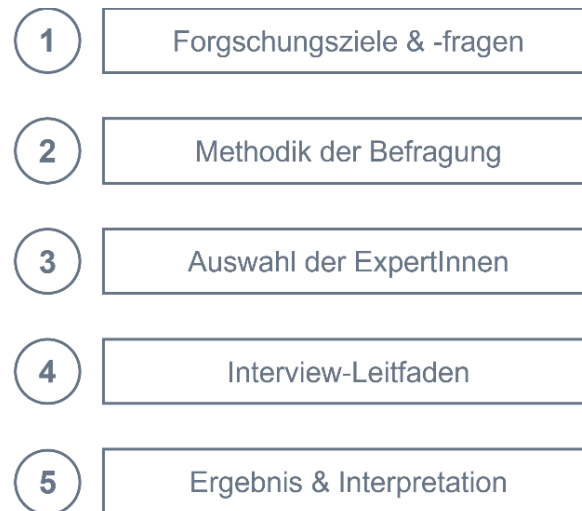 1 Forgschungsziele & -fragen
2 Methodik der Befragung
3 Auswahl der ExpertInnen
4 Interview-Leitfaden
5 Ergebnis & Interpretation